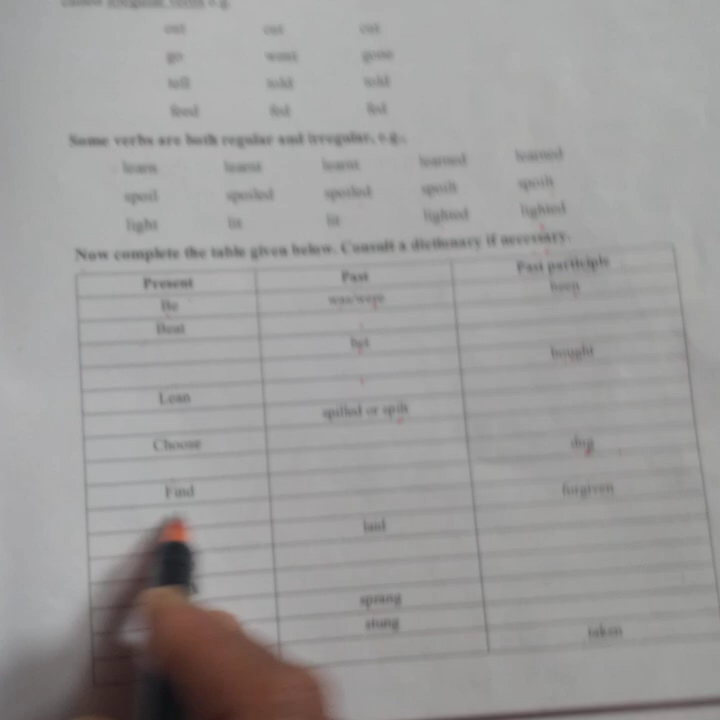 cut cut cut
go went gone
tell told told
feed fed fed
Some verbs are both regular and irregular, e.g.,
learn learnt learnt learned learned
spoil spoiled spoiled spoilt spoilt
light lit lit lighted lighted
Now complete the table given below. Consult a dictionary if necessary.
Present Past Past participle
Be was/were been
Beat
bet
bought
Lean
spilled or spilt
Choose dug
Find forgiven
laid
sprang
stung
taken